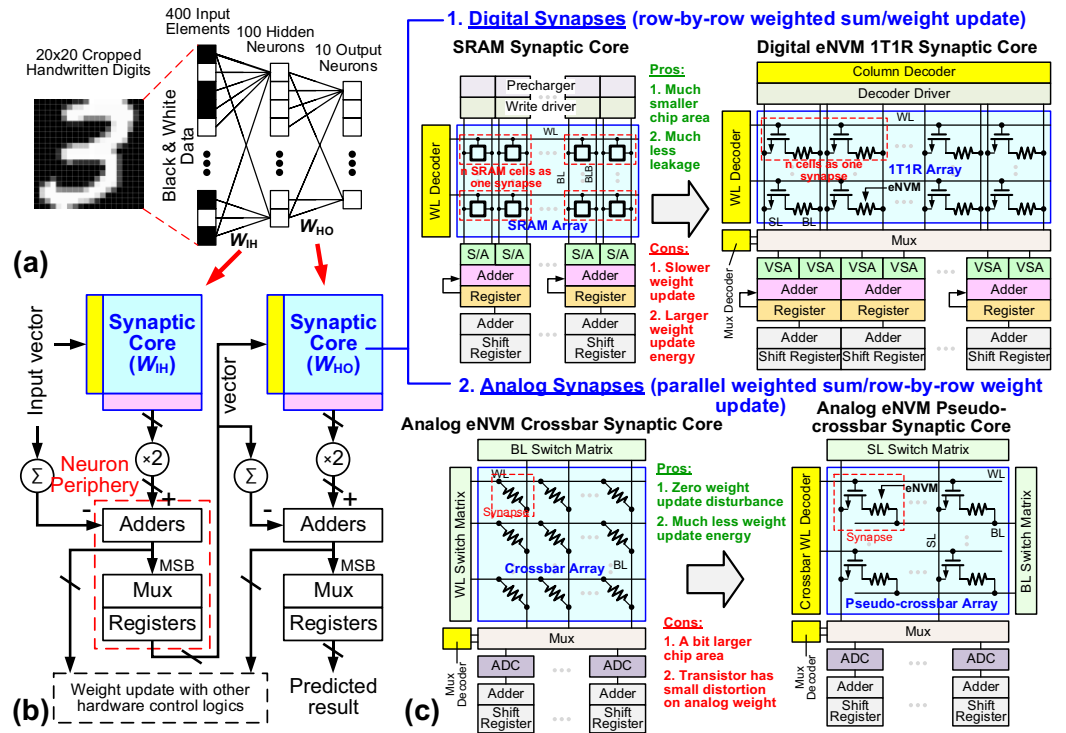 400 Input
Elements
100 Hidden
Neurons
10 Output
Neurons
20x20 Cropped
Handwritten Digits
Black & White
Data
W_IH
W_HO
(a)
Input vector
Synaptic
Core
(W_IH)
vector
Synaptic
Core
(W_HO)
×2
×2
Σ
Σ
Neuron
Periphery
-
+
-
+
Adders
Adders
MSB
MSB
Mux
Registers
Mux
Registers
Weight update with other
hardware control logics
Predicted
result
(b)
1. Digital Synapses (row-by-row weighted sum/weight update)
SRAM Synaptic Core
Precharger
Write driver
WL Decoder
WL
n SRAM cells as
one synapse
BL
BLB
SRAM Array
S/A S/A S/A S/A
Adder Adder
Register Register
Adder Adder
Shift
Register
Shift
Register
Pros:
1. Much
smaller
chip area
2. Much
less
leakage
Cons:
1. Slower
weight
update
2. Larger
weight
update
energy
Digital eNVM 1T1R Synaptic Core
Column Decoder
Decoder Driver
WL Decoder
WL
n cells as one
synapse
1T1R Array
eNVM
SL
BL
Mux
Mux Decoder
VSA VSA VSA VSA VSA VSA
Adder Adder Adder
Register Register Register
Adder Adder Adder
Shift Register Shift Register Shift Register
2. Analog Synapses (parallel weighted sum/row-by-row weight
update)
Analog eNVM Crossbar Synaptic Core
BL Switch Matrix
WL Switch Matrix
WL
Synapse
Crossbar Array
BL
Mux
Mux
Decoder
ADC ADC
Adder Adder
Shift
Register
Shift
Register
Pros:
1. Zero weight
update disturbance
2. Much less weight
update energy
Cons:
1. A bit larger
chip area
2. Transistor has
small distortion
on analog weight
Analog eNVM Pseudo-
crossbar Synaptic Core
SL Switch Matrix
Crossbar WL Decoder
WL
eNVM
Synapse
SL
BL
BL Switch Matrix
Pseudo-crossbar Array
Mux
Mux
Decoder
ADC ADC
Adder Adder
Shift
Register
Shift
Register
(c)